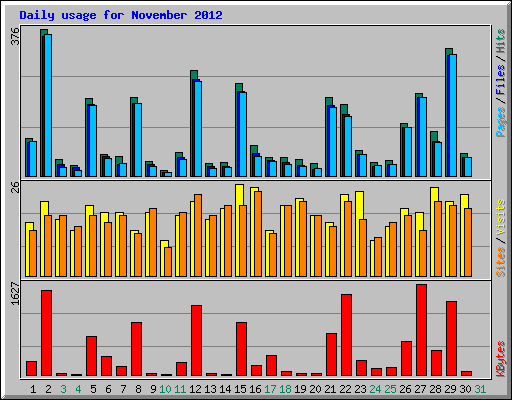 Daily usage for November 2012
376
Pages / Files / Hits
26
Sites / Visits
1627
KBytes
1 2 3 4 5 6 7 8 9 10 11 12 13 14 15 16 17 18 19 20 21 22 23 24 25 26 27 28 29 30 31